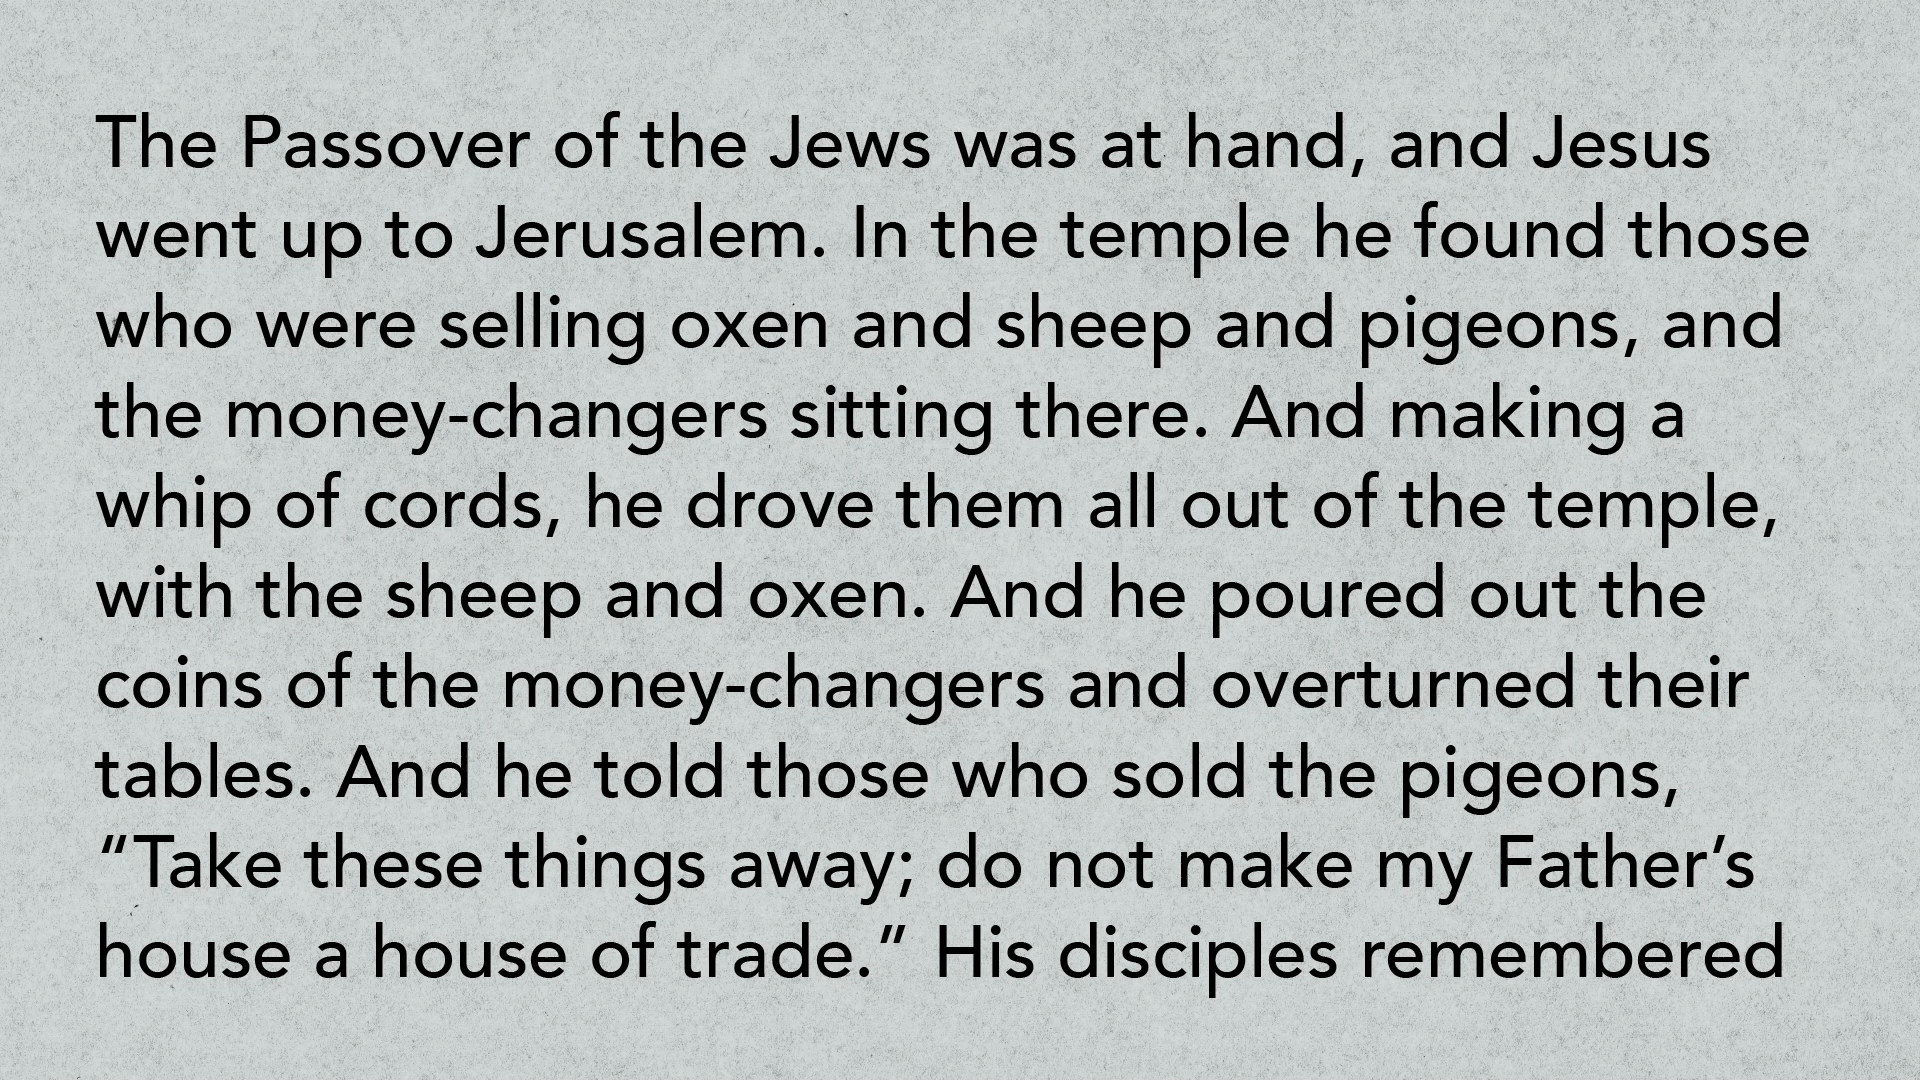 The Passover of the Jews was at hand, and Jesus
went up to Jerusalem. In the temple he found those
who were selling oxen and sheep and pigeons, and
the money-changers sitting there. And making a
whip of cords, he drove them all out of the temple,
with the sheep and oxen. And he poured out the
coins of the money-changers and overturned their
tables. And he told those who sold the pigeons,
“Take these things away; do not make my Father’s
house a house of trade.” His disciples remembered